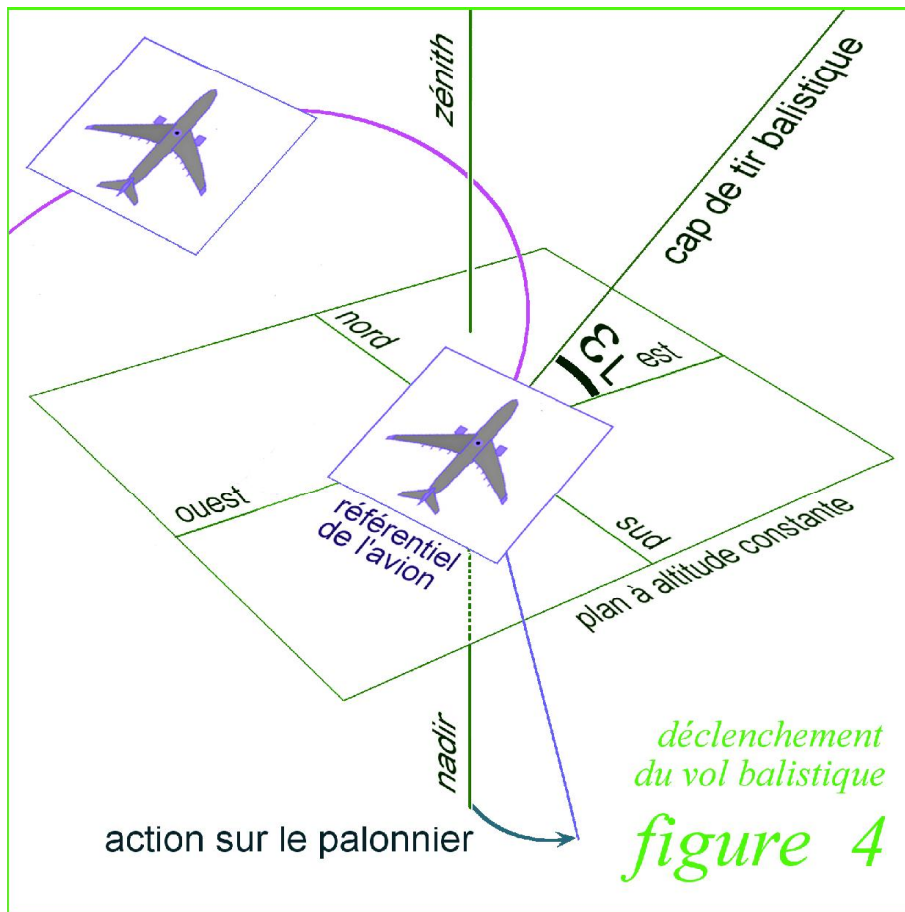 zénith
cap de tir balistique
nord
est
ouest
référentiel
de l'avion
sud
plan à altitude constante
nadir
action sur le palonnier
déclenchement
du vol balistique
figure 4